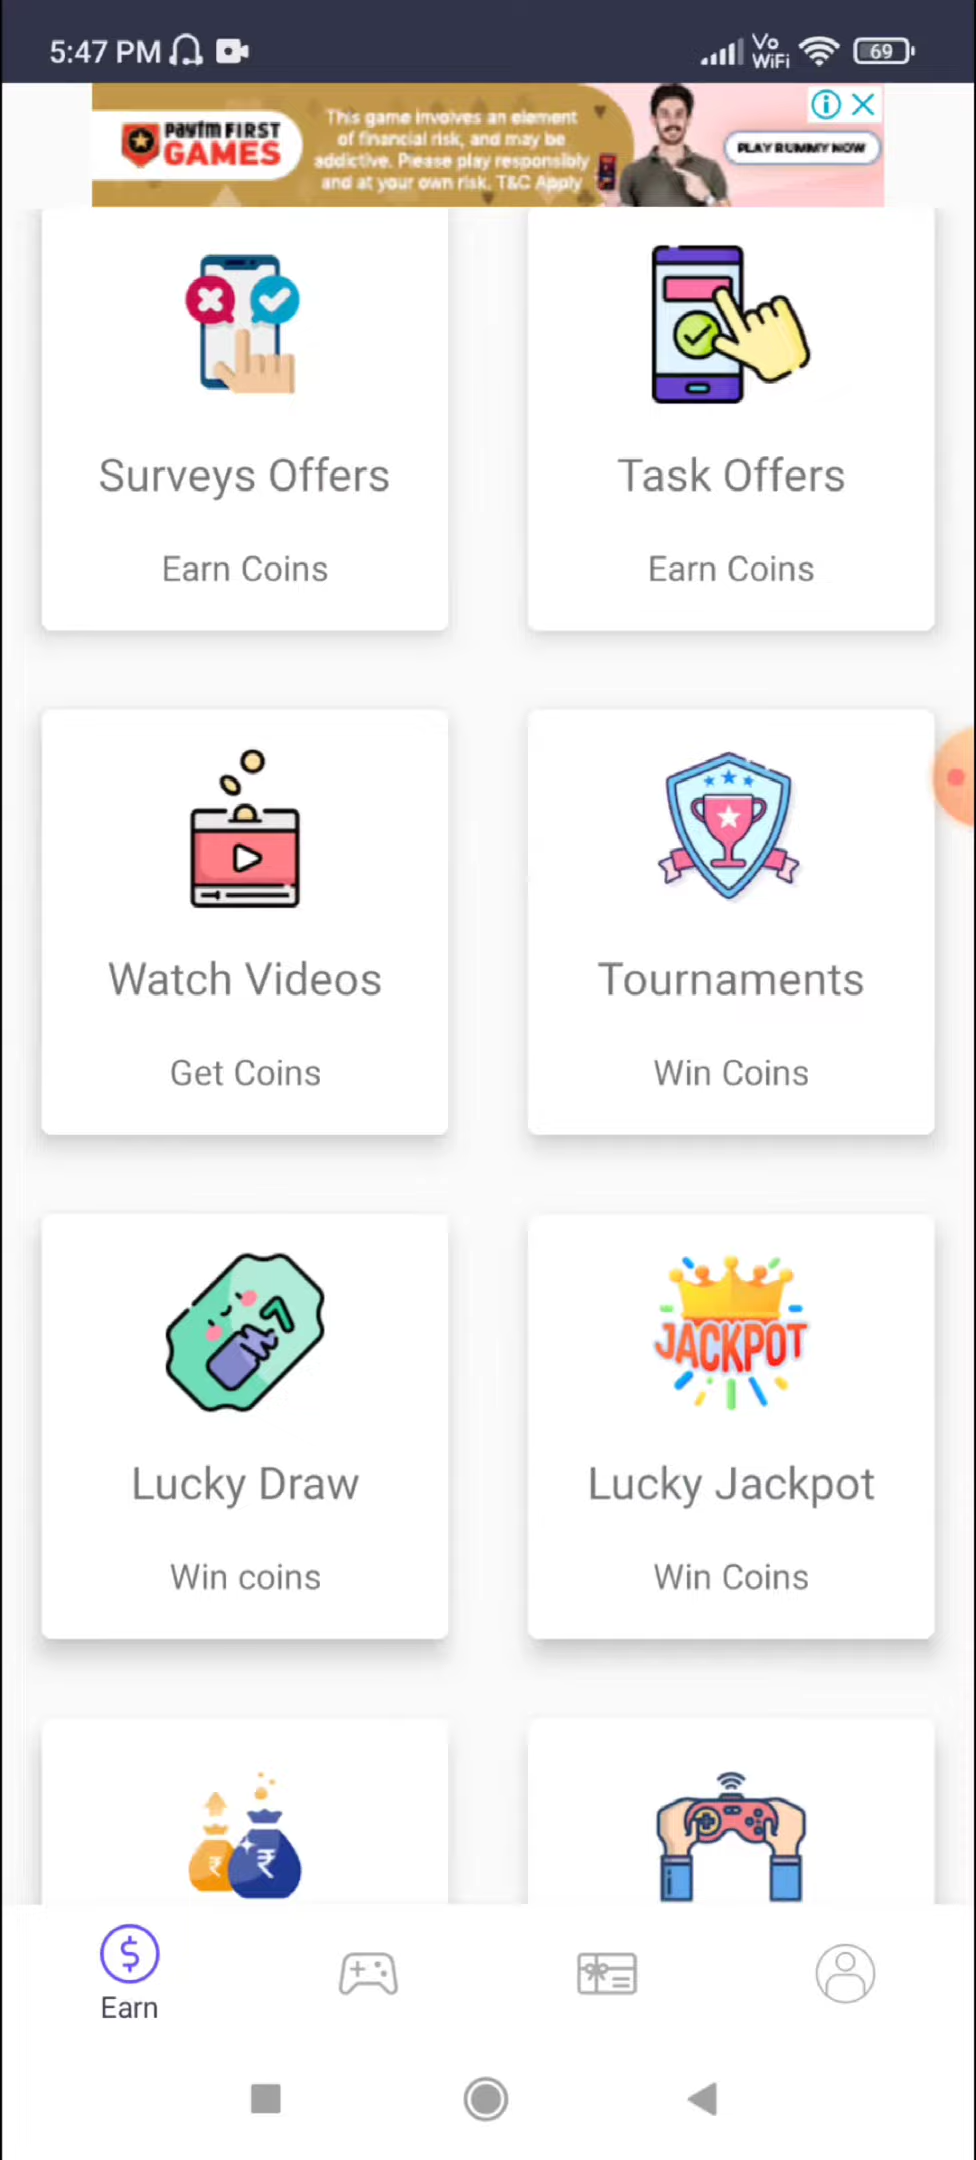 5:47 PM
Vo
WiFi
69
Paytm FIRST
GAMES
This game involves an element
of financial risk, and may be
addictive. Please play responsibly
and at your own risk. T&C Apply
PLAY RUMMY NOW
Surveys Offers
Earn Coins
Task Offers
Earn Coins
Watch Videos
Get Coins
Tournaments
Win Coins
JACKPOT
Lucky Draw
Win coins
Lucky Jackpot
Win Coins
₹
₹
$
Earn